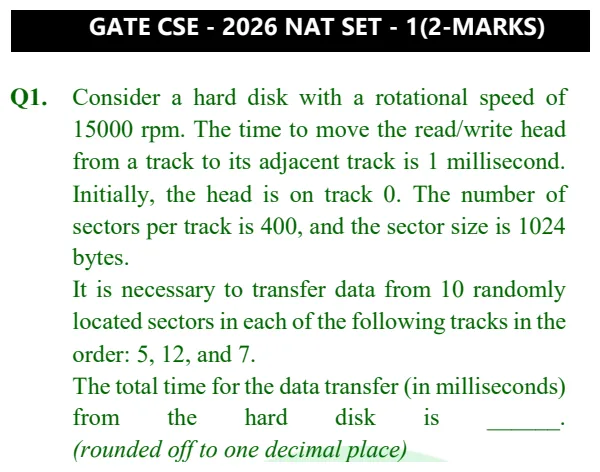 GATE CSE - 2026 NAT SET - 1(2-MARKS)
Q1. Consider a hard disk with a rotational speed of
15000 rpm. The time to move the read/write head
from a track to its adjacent track is 1 millisecond.
Initially, the head is on track 0. The number of
sectors per track is 400, and the sector size is 1024
bytes.
It is necessary to transfer data from 10 randomly
located sectors in each of the following tracks in the
order: 5, 12, and 7.
The total time for the data transfer (in milliseconds)
from the hard disk is ______.
(rounded off to one decimal place)